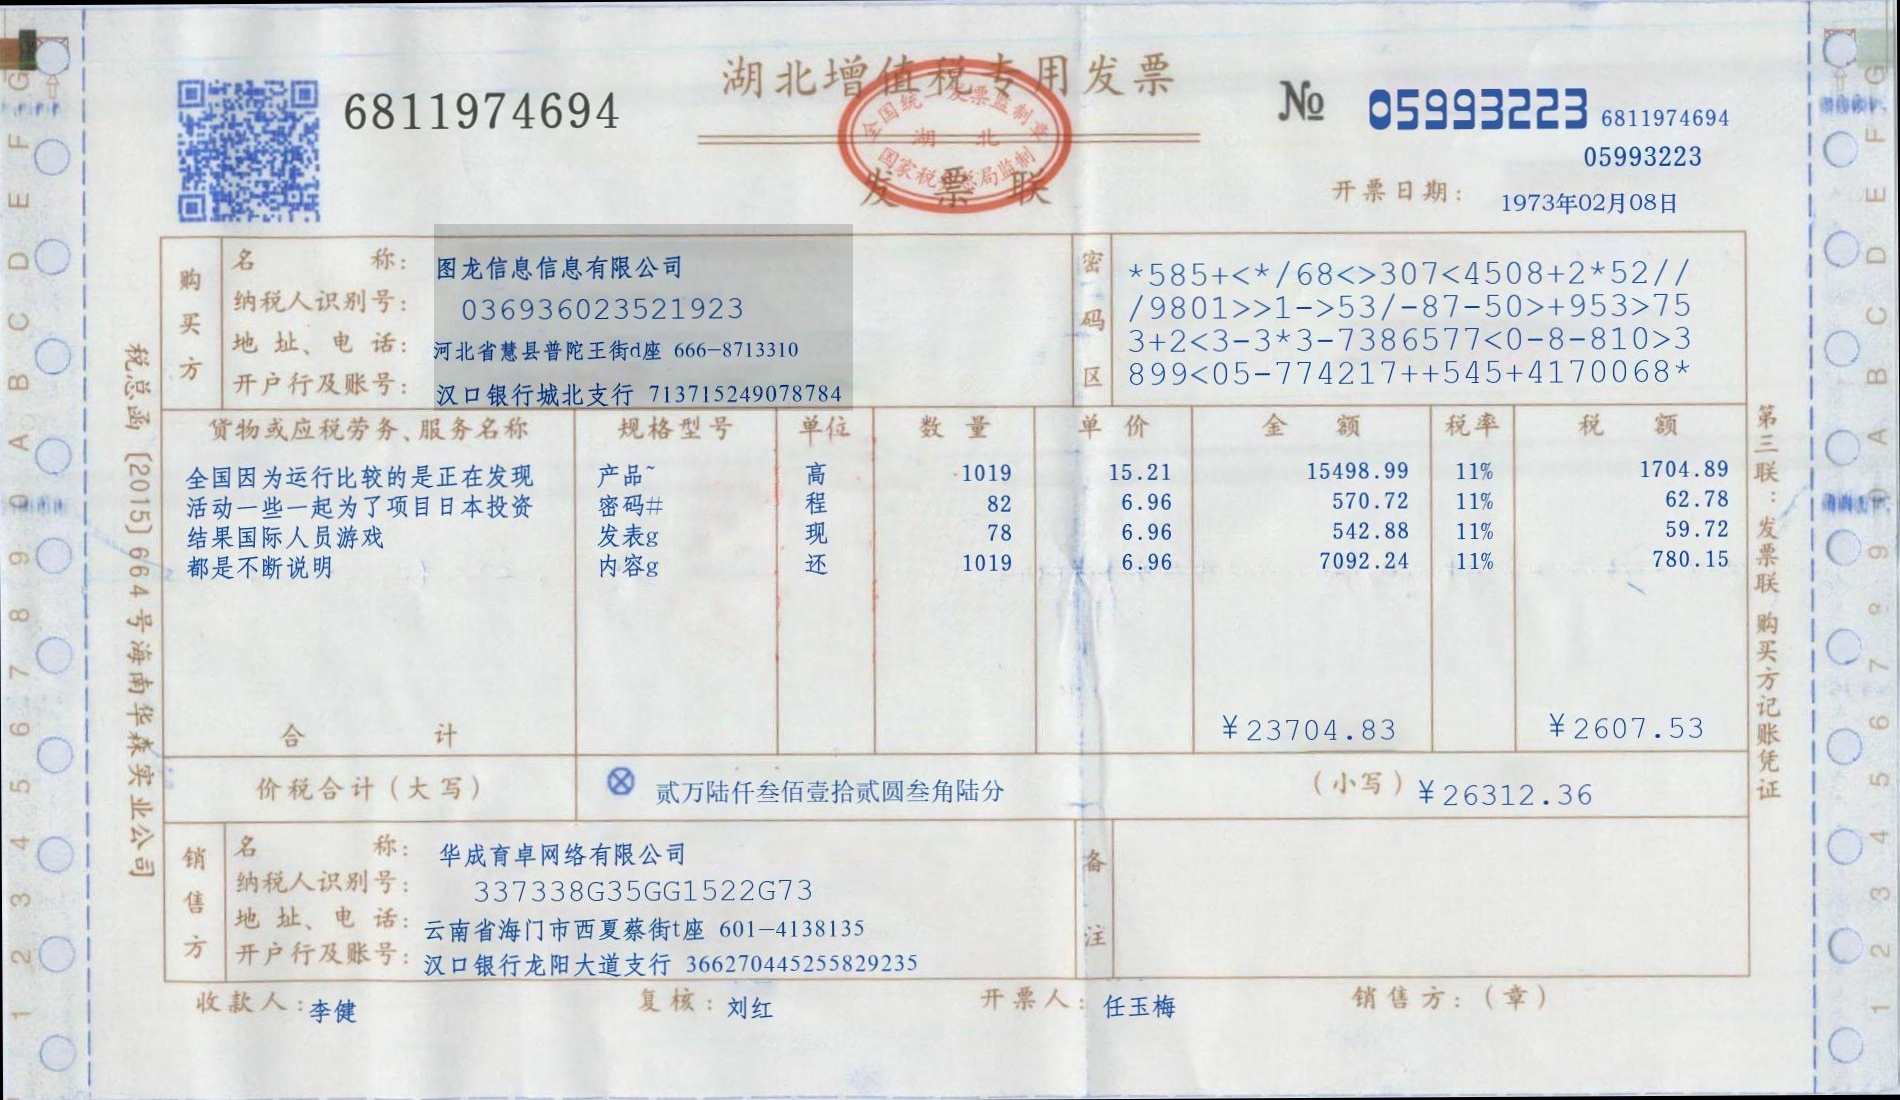 湖北增值税专用发票
全国统一发票监制章
湖 北
国家税务总局监制
发票联
6811974694
№ 05993223 6811974694
05993223
开票日期: 1973年02月08日
购买方
名 称: 图龙信息信息有限公司
纳税人识别号: 036936023521923
地址、电话: 河北省慧县普陀王街d座 666-8713310
开户行及账号: 汉口银行城北支行 713715249078784
密码区
*585+<*/68<>307<4508+2*52//
/9801>>1->53/-87-50>+953>75
3+2<3-3*3-7386577<0-8-810>3
899<05-774217++545+4170068*
货物或应税劳务、服务名称 规格型号 单位 数量 单价 金额 税率 税额
全国因为运行比较的是正在发现 产品~ 高 1019 15.21 15498.99 11% 1704.89
活动一些一起为了项目日本投资 密码# 程 82 6.96 570.72 11% 62.78
结果国际人员游戏 发表g 现 78 6.96 542.88 11% 59.72
都是不断说明 内容g 还 1019 6.96 7092.24 11% 780.15
合 计 ¥23704.83 ¥2607.53
价税合计(大写) ⊗ 贰万陆仟叁佰壹拾贰圆叁角陆分 (小写) ¥26312.36
销售方
名 称: 华成育卓网络有限公司
纳税人识别号: 337338G35GG1522G73
地址、电话: 云南省海门市西夏蔡街t座 601-4138135
开户行及账号: 汉口银行龙阳大道支行 366270445255829235
备注
收款人: 李健 复核: 刘红 开票人: 任玉梅 销售方:(章)
税总函[2015]664号海南华森实业公司
第三联:发票联 购买方记账凭证
G F E D C B A 0 9 8 7 6 5 4 3 2 1
G F E D C B A 0 9 8 7 6 5 4 3 2 1